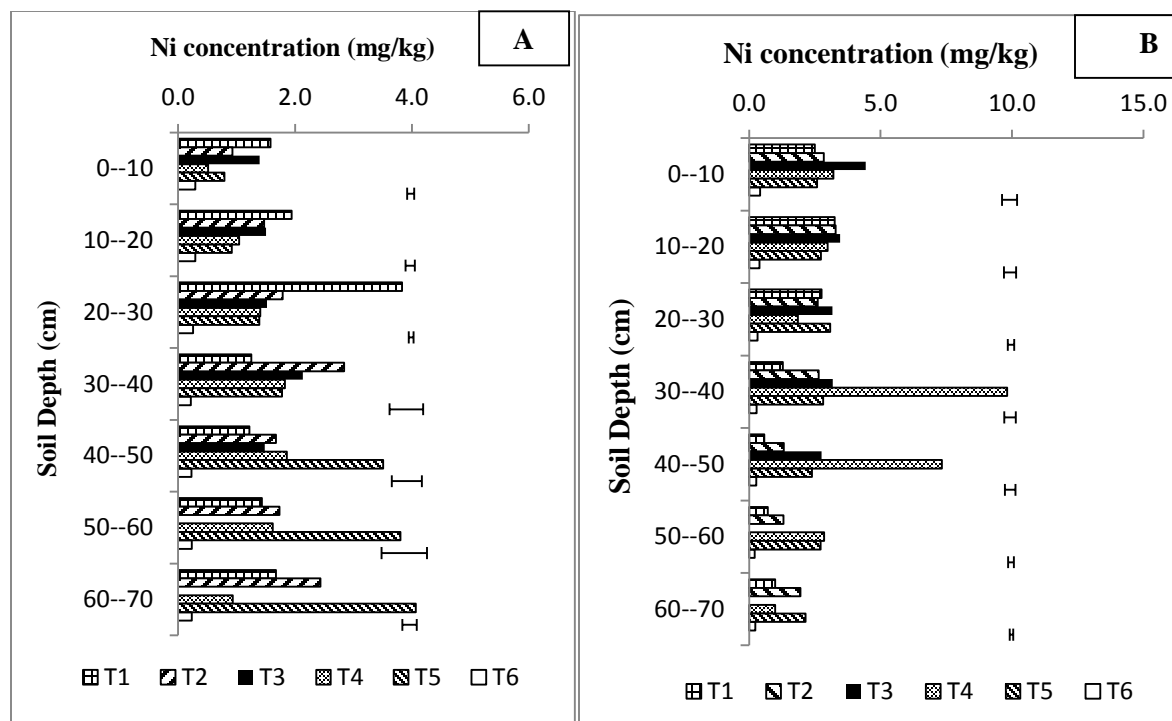 Ni concentration (mg/kg)
A
0.0 2.0 4.0 6.0
Soil Depth (cm)
0--10
10--20
20--30
30--40
40--50
50--60
60--70
T1 T2 T3 T4 T5 T6
Ni concentration (mg/kg)
B
0.0 5.0 10.0 15.0
Soil Depth (cm)
0--10
10--20
20--30
30--40
40--50
50--60
60--70
T1 T2 T3 T4 T5 T6